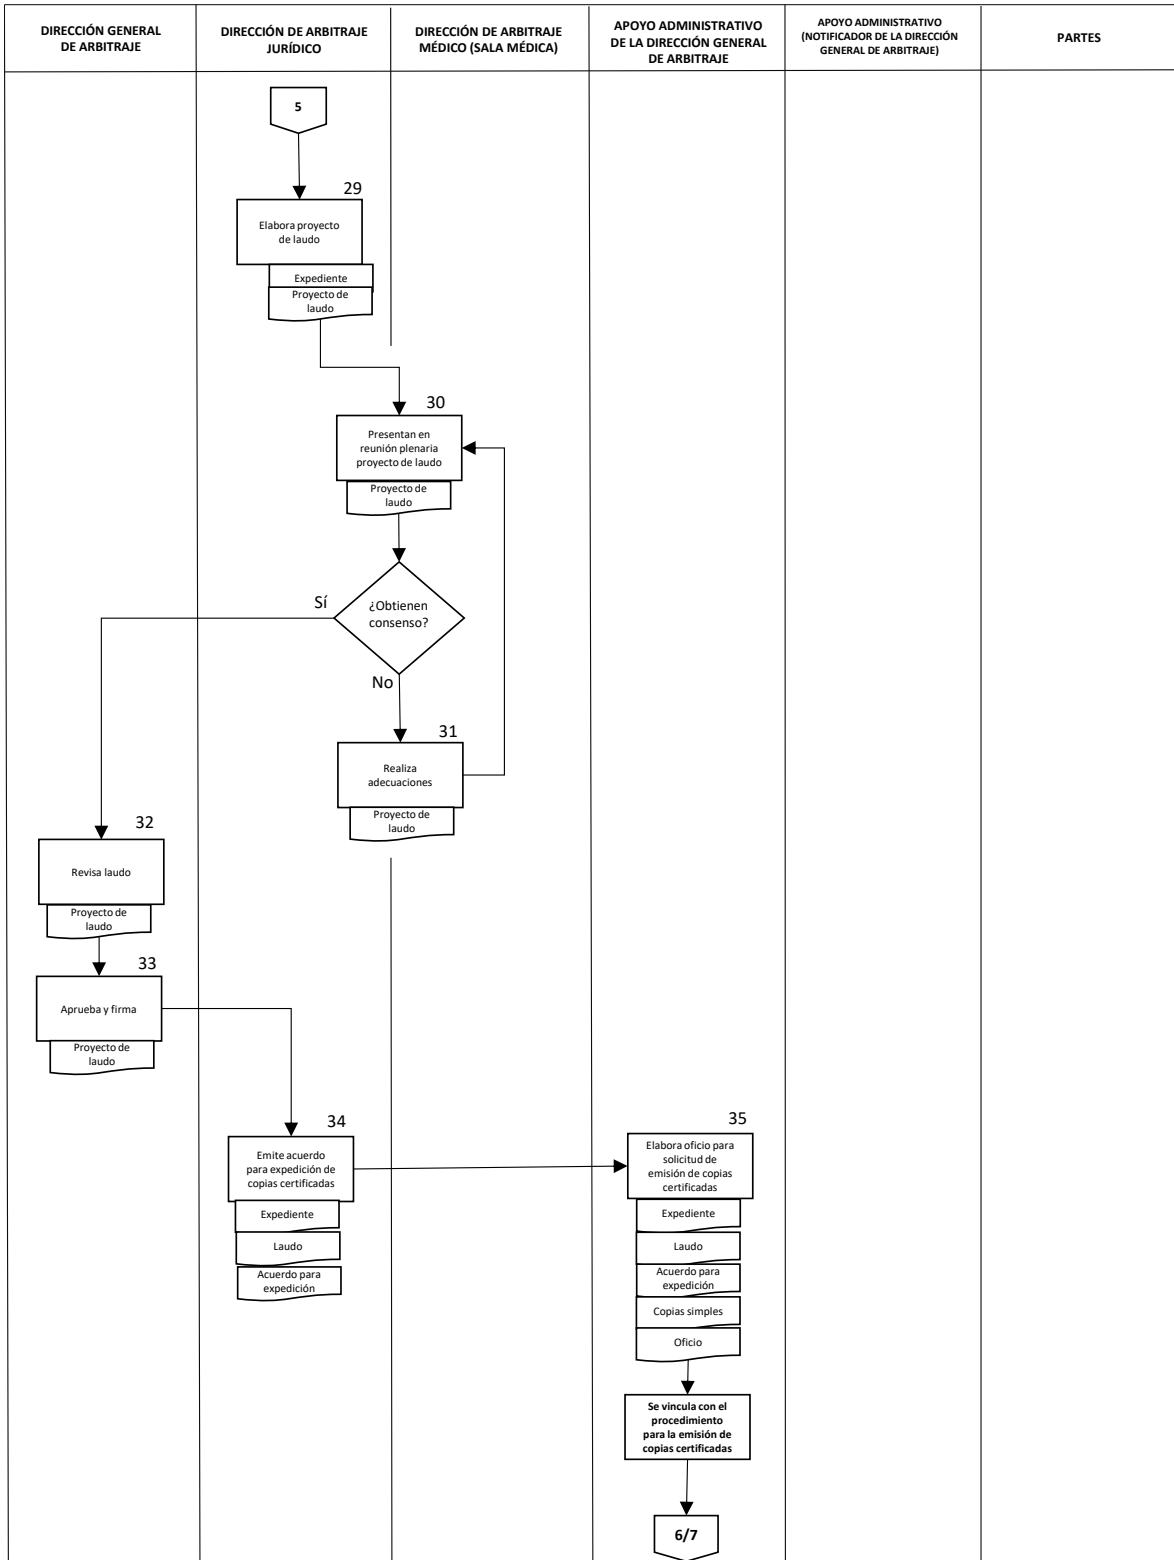 DIRECCIÓN GENERAL
DE ARBITRAJE
DIRECCIÓN DE ARBITRAJE
JURÍDICO
DIRECCIÓN DE ARBITRAJE
MÉDICO (SALA MÉDICA)
APOYO ADMINISTRATIVO
DE LA DIRECCIÓN GENERAL
DE ARBITRAJE
APOYO ADMINISTRATIVO
(NOTIFICADOR DE LA DIRECCIÓN
GENERAL DE ARBITRAJE)
PARTES
5
29
Elabora proyecto
de laudo
Expediente
Proyecto de
laudo
30
Presentan en
reunión plenaria
proyecto de laudo
Proyecto de
laudo
¿Obtienen
consenso?
Sí
No
31
Realiza
adecuaciones
Proyecto de
laudo
32
Revisa laudo
Proyecto de
laudo
33
Aprueba y firma
Proyecto de
laudo
34
Emite acuerdo
para expedición de
copias certificadas
Expediente
Laudo
Acuerdo para
expedición
35
Elabora oficio para
solicitud de
emisión de copias
certificadas
Expediente
Laudo
Acuerdo para
expedición
Copias simples
Oficio
Se vincula con el
procedimiento
para la emisión de
copias certificadas
6/7